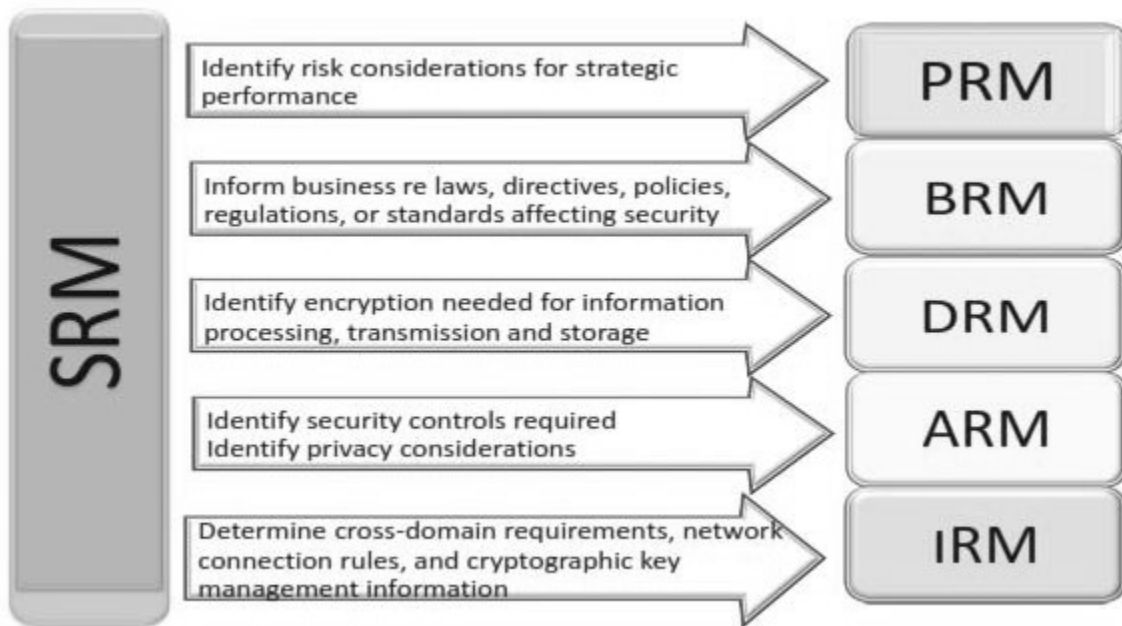 SRM
Identify risk considerations for strategic
performance
PRM
Inform business re laws, directives, policies,
regulations, or standards affecting security
BRM
Identify encryption needed for information
processing, transmission and storage
DRM
Identify security controls required
Identify privacy considerations
ARM
Determine cross-domain requirements, network
connection rules, and cryptographic key
management information
IRM